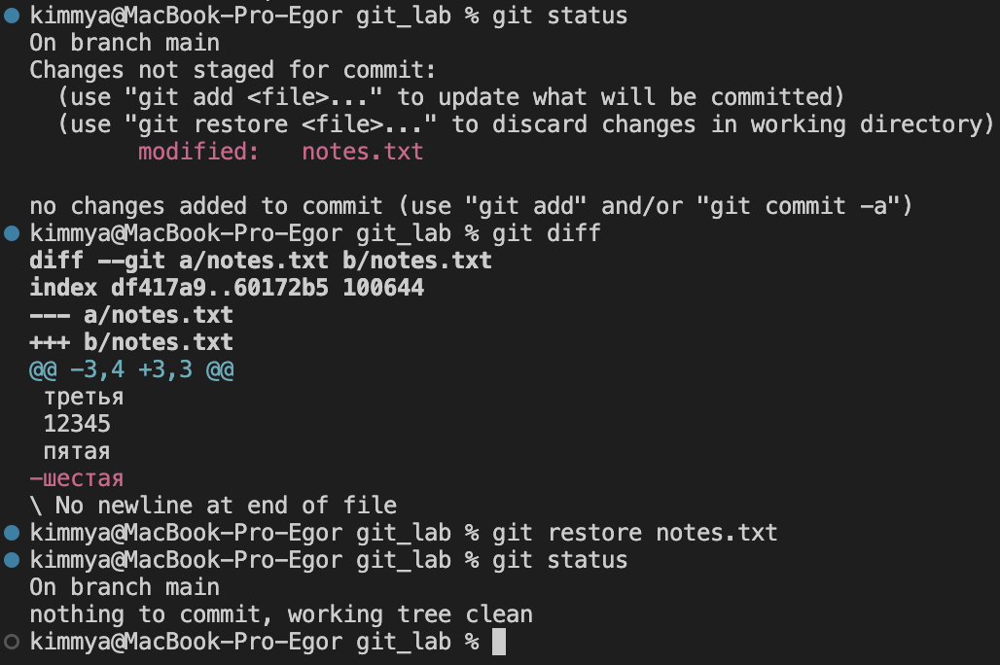 kimmya@MacBook-Pro-Egor git_lab % git status
On branch main
Changes not staged for commit:
  (use "git add <file>..." to update what will be committed)
  (use "git restore <file>..." to discard changes in working directory)
        modified:   notes.txt

no changes added to commit (use "git add" and/or "git commit -a")
kimmya@MacBook-Pro-Egor git_lab % git diff
diff --git a/notes.txt b/notes.txt
index df417a9..60172b5 100644
--- a/notes.txt
+++ b/notes.txt
@@ -3,4 +3,3 @@
 третья
 12345
 пятая
-шестая
\ No newline at end of file
kimmya@MacBook-Pro-Egor git_lab % git restore notes.txt
kimmya@MacBook-Pro-Egor git_lab % git status
On branch main
nothing to commit, working tree clean
kimmya@MacBook-Pro-Egor git_lab %